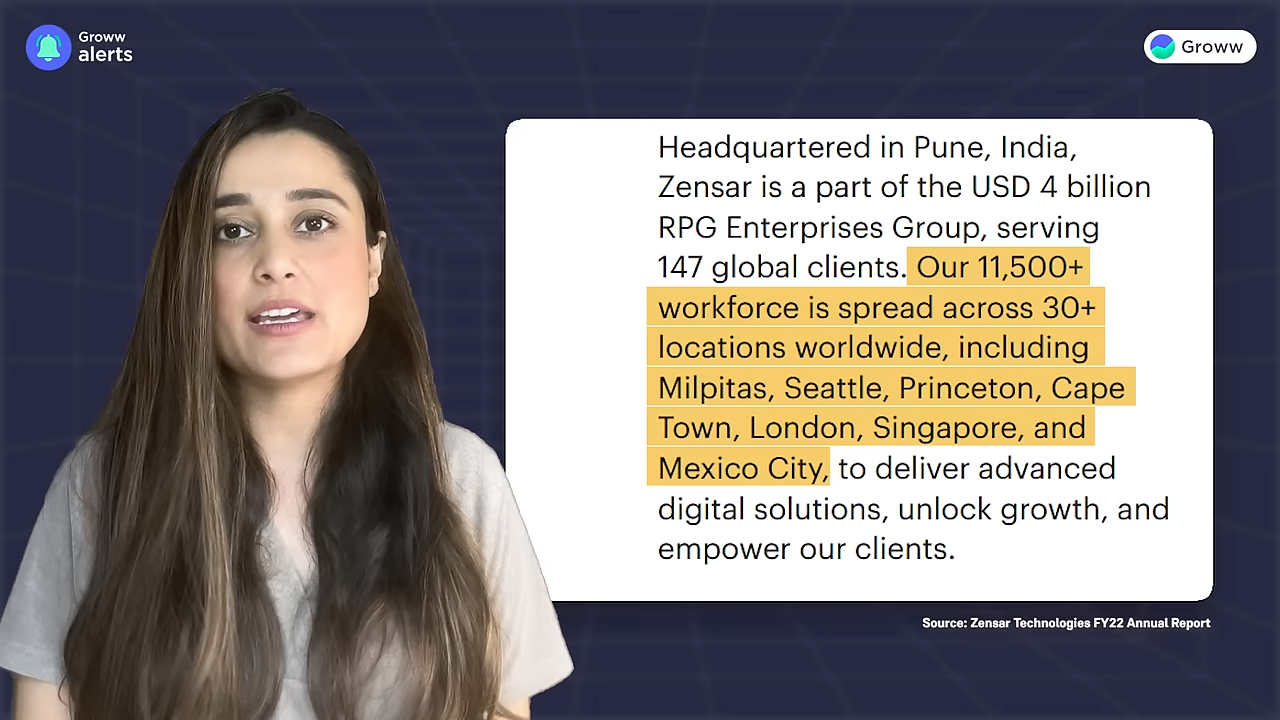 Groww
alerts
Groww
Headquartered in Pune, India,
Zensar is a part of the USD 4 billion
RPG Enterprises Group, serving
147 global clients. Our 11,500+
workforce is spread across 30+
locations worldwide, including
Milpitas, Seattle, Princeton, Cape
Town, London, Singapore, and
Mexico City, to deliver advanced
digital solutions, unlock growth, and
empower our clients.
Source: Zensar Technologies FY22 Annual Report